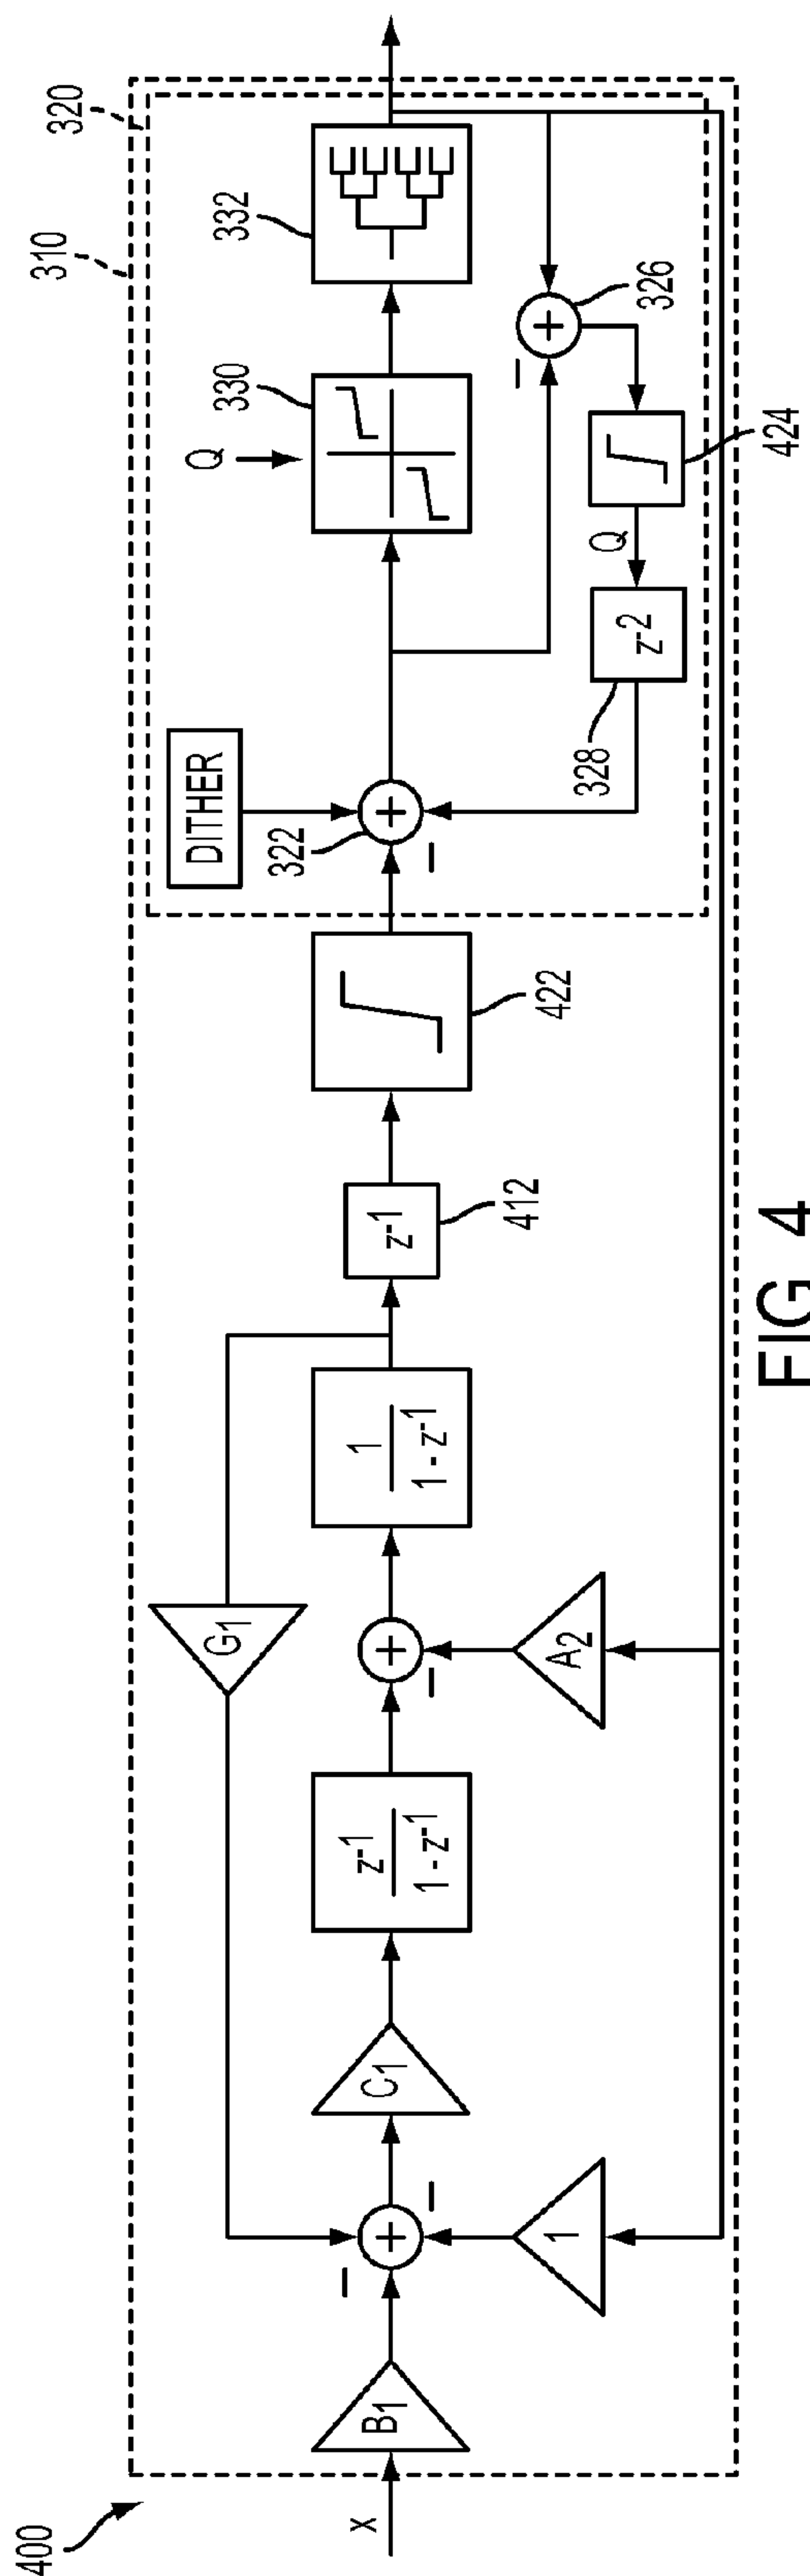 400
310
320
x
B1
1
C1
z-1
1 - z-1
G1
A2
1
1 - z-1
z-1
412
422
DITHER
322
Q
330
332
326
424
Q
z-2
328
FIG. 4